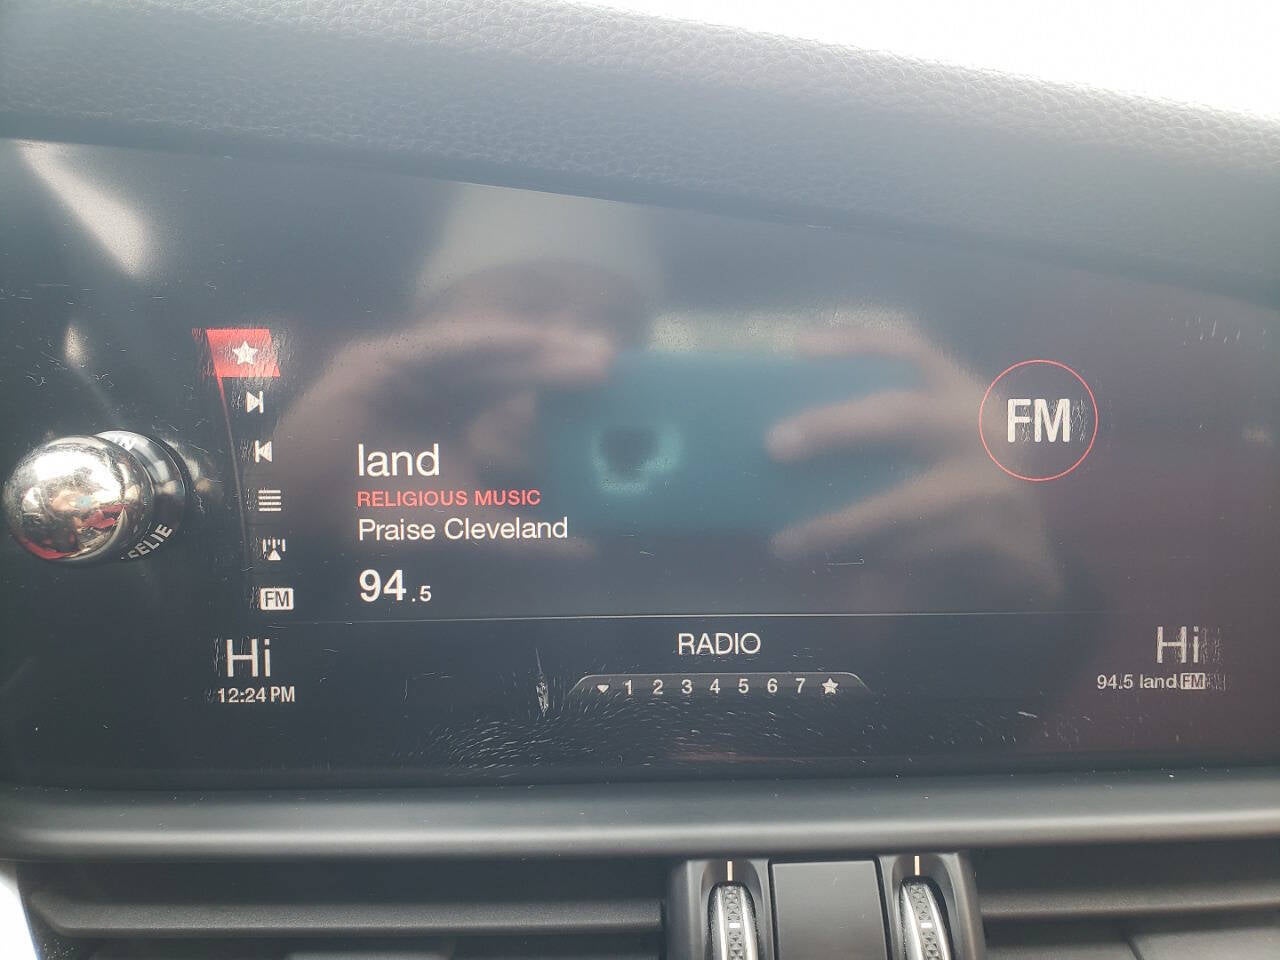 FM
land
RELIGIOUS MUSIC
Praise Cleveland
94.5
FM
RADIO
Hi
Hi
12:24 PM
1 2 3 4 5 6 7
94.5 land FM